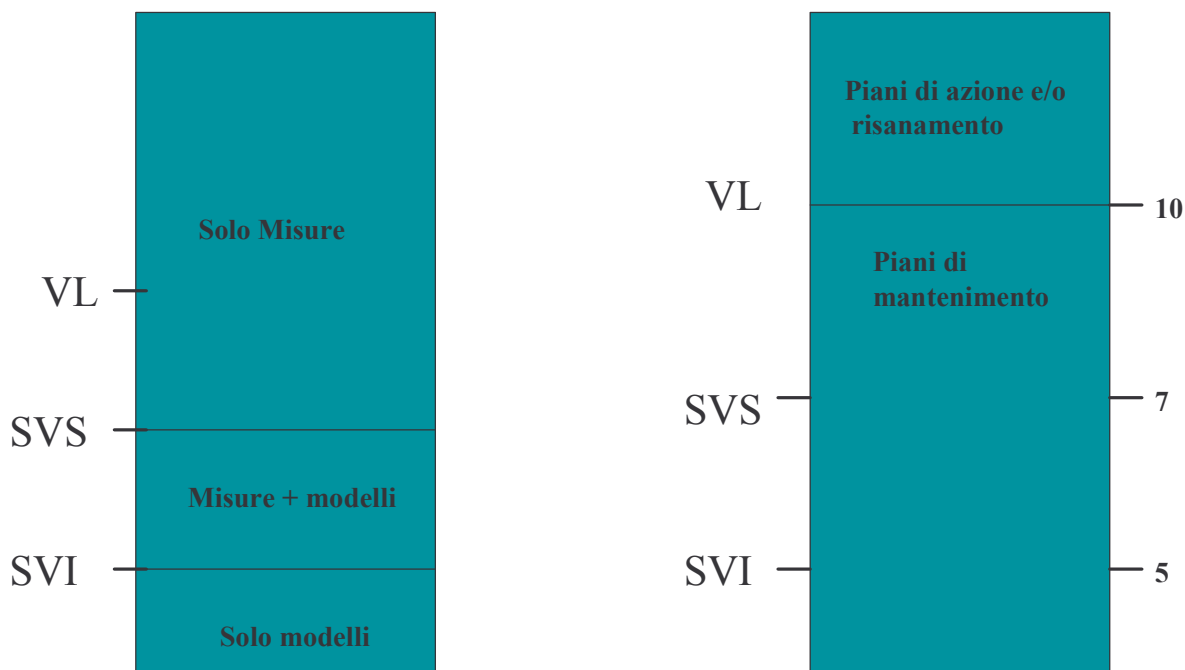 Solo Misure
VL
SVS
Misure + modelli
SVI
Solo modelli
Piani di azione e/o
risanamento
VL
10
Piani di
mantenimento
SVS
7
SVI
5